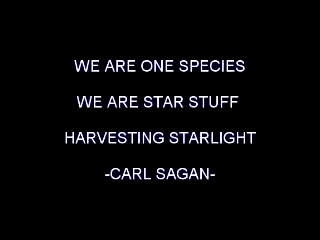 WE ARE ONE SPECIES
WE ARE STAR STUFF
HARVESTING STARLIGHT
-CARL SAGAN-